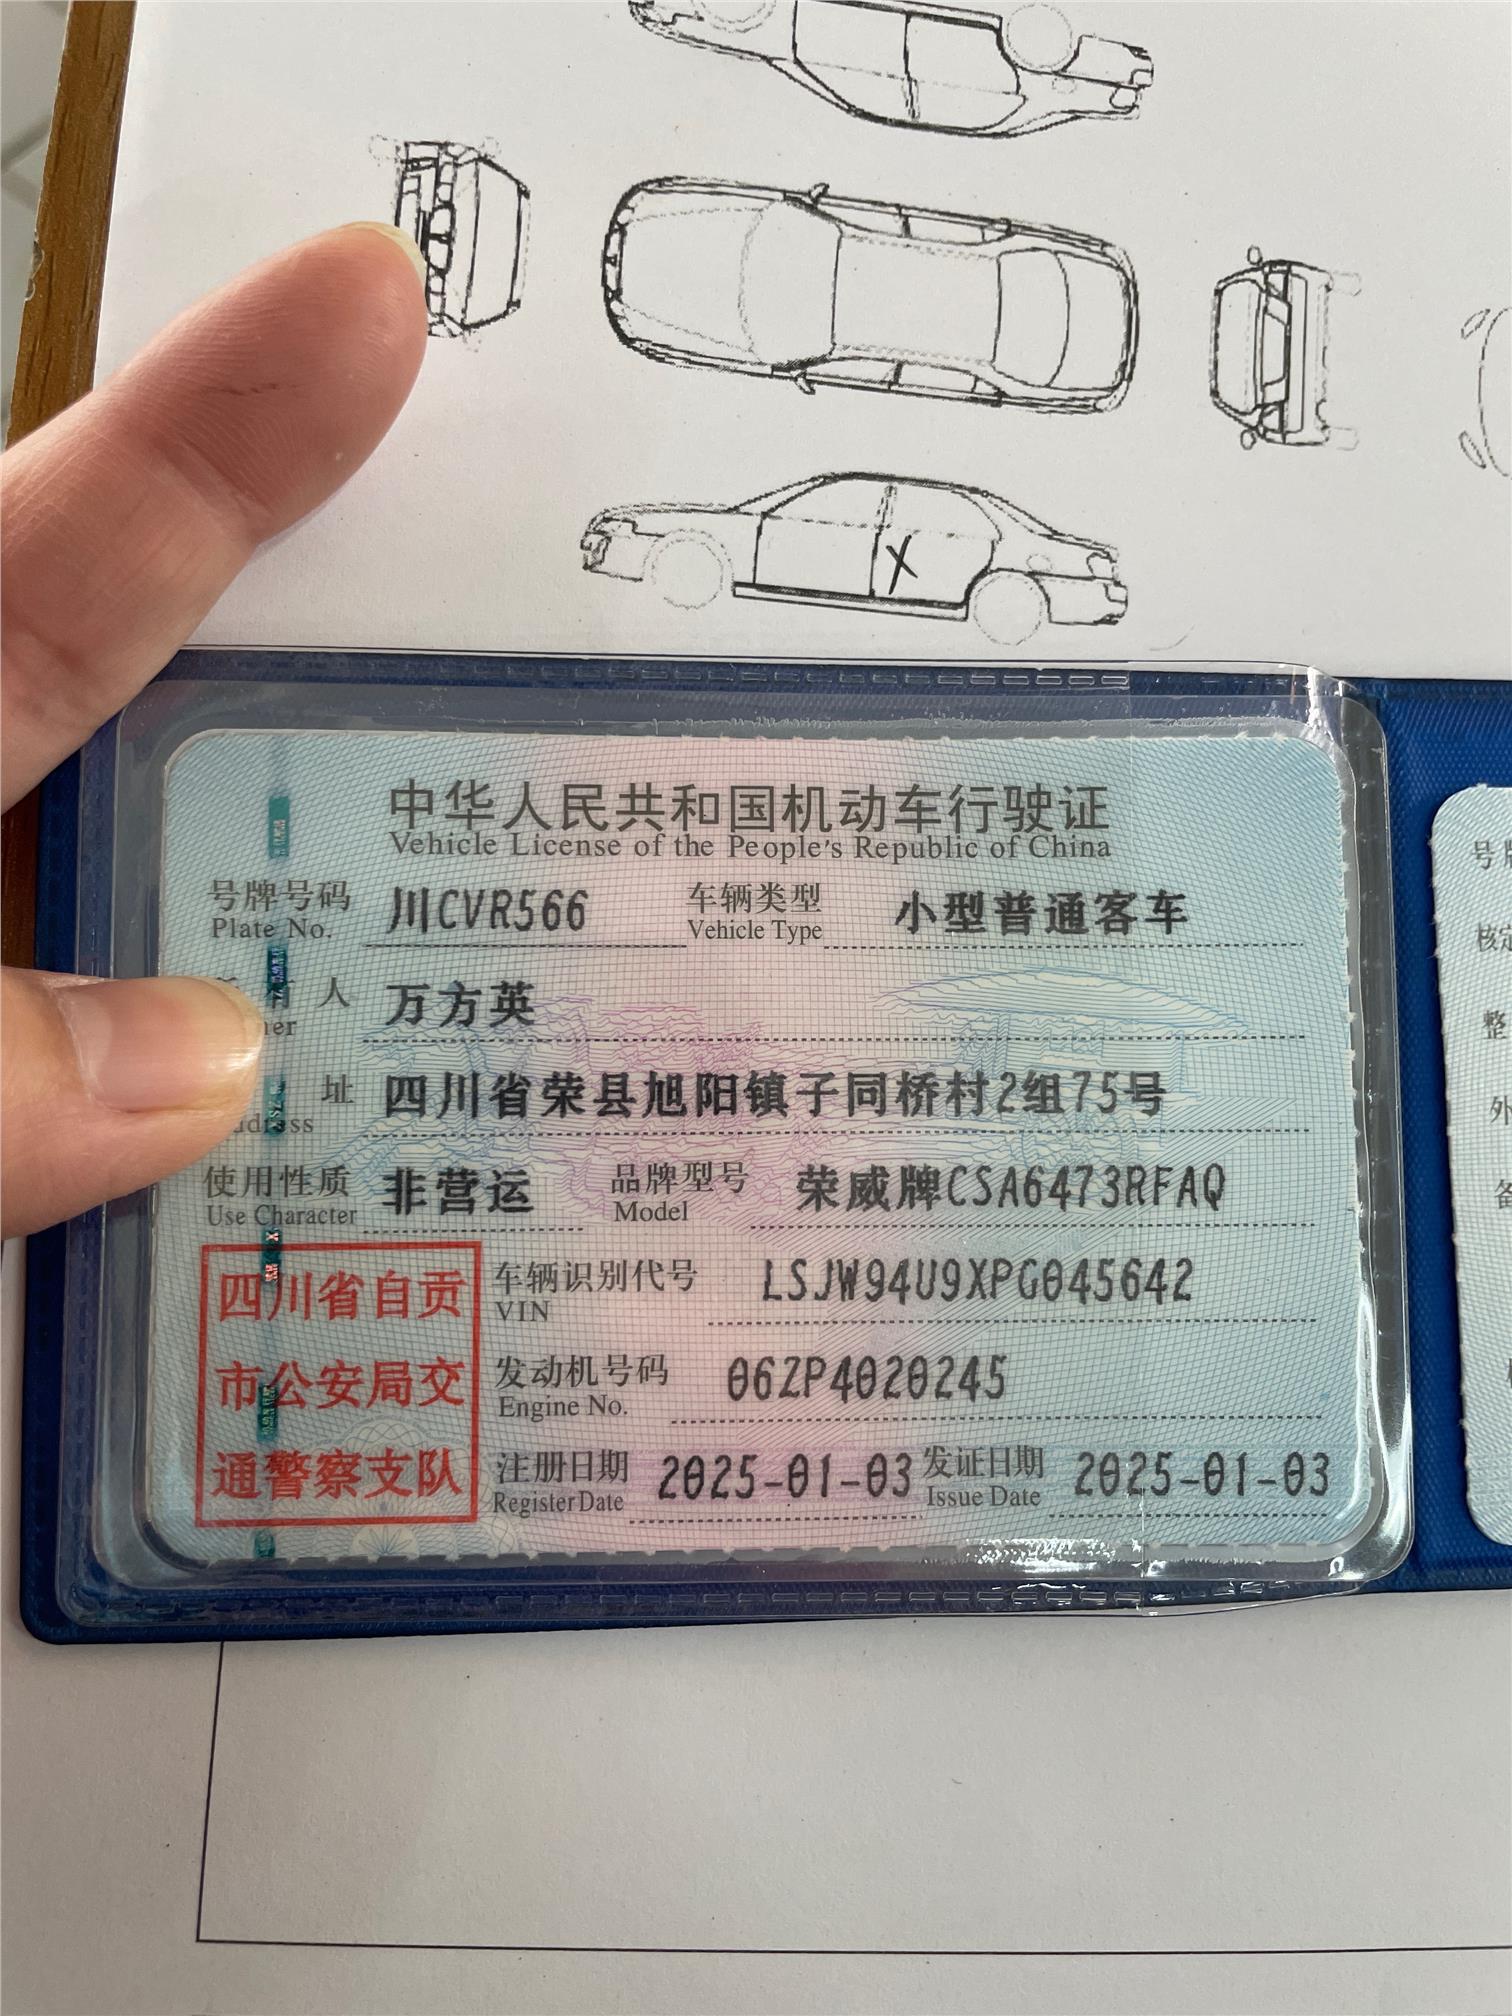 中华人民共和国机动车行驶证
Vehicle License of the People's Republic of China
号牌号码 川CVR566 车辆类型 小型普通客车
Plate No. Vehicle Type
人 万方英
址 四川省荣县旭阳镇子同桥村2组75号
使用性质 非营运 品牌型号 荣威牌CSA6473RFAQ
Use Character Model
四川省自贡
市公安局交
通警察支队
车辆识别代号 LSJW94U9XPG045642
VIN
发动机号码 06ZP4020245
Engine No.
注册日期 2025-01-03 发证日期 2025-01-03
Register Date Issue Date
X
号
核定
整
外